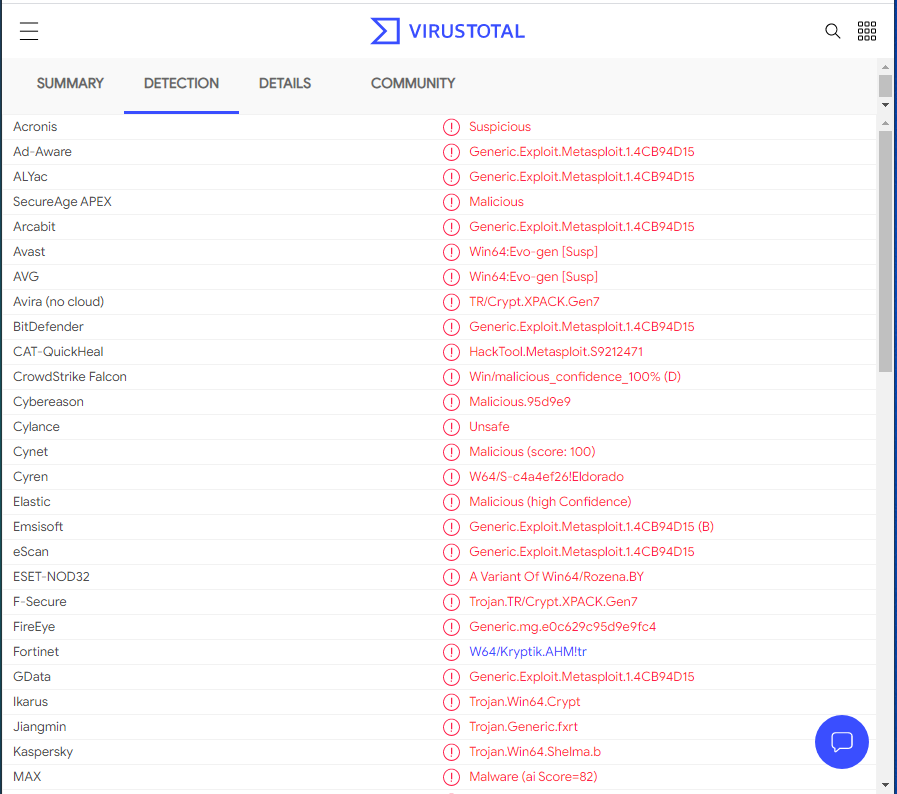 VIRUSTOTAL
SUMMARY DETECTION DETAILS COMMUNITY
Acronis Suspicious
Ad-Aware Generic.Exploit.Metasploit.1.4CB94D15
ALYac Generic.Exploit.Metasploit.1.4CB94D15
SecureAge APEX Malicious
Arcabit Generic.Exploit.Metasploit.1.4CB94D15
Avast Win64:Evo-gen [Susp]
AVG Win64:Evo-gen [Susp]
Avira (no cloud) TR/Crypt.XPACK.Gen7
BitDefender Generic.Exploit.Metasploit.1.4CB94D15
CAT-QuickHeal HackTool.Metasploit.S9212471
CrowdStrike Falcon Win/malicious_confidence_100% (D)
Cybereason Malicious.95d9e9
Cylance Unsafe
Cynet Malicious (score: 100)
Cyren W64/S-c4a4ef26!Eldorado
Elastic Malicious (high Confidence)
Emsisoft Generic.Exploit.Metasploit.1.4CB94D15 (B)
eScan Generic.Exploit.Metasploit.1.4CB94D15
ESET-NOD32 A Variant Of Win64/Rozena.BY
F-Secure Trojan.TR/Crypt.XPACK.Gen7
FireEye Generic.mg.e0c629c95d9e9fc4
Fortinet W64/Kryptik.AHM!tr
GData Generic.Exploit.Metasploit.1.4CB94D15
Ikarus Trojan.Win64.Crypt
Jiangmin Trojan.Generic.fxrt
Kaspersky Trojan.Win64.Shelma.b
MAX Malware (ai Score=82)